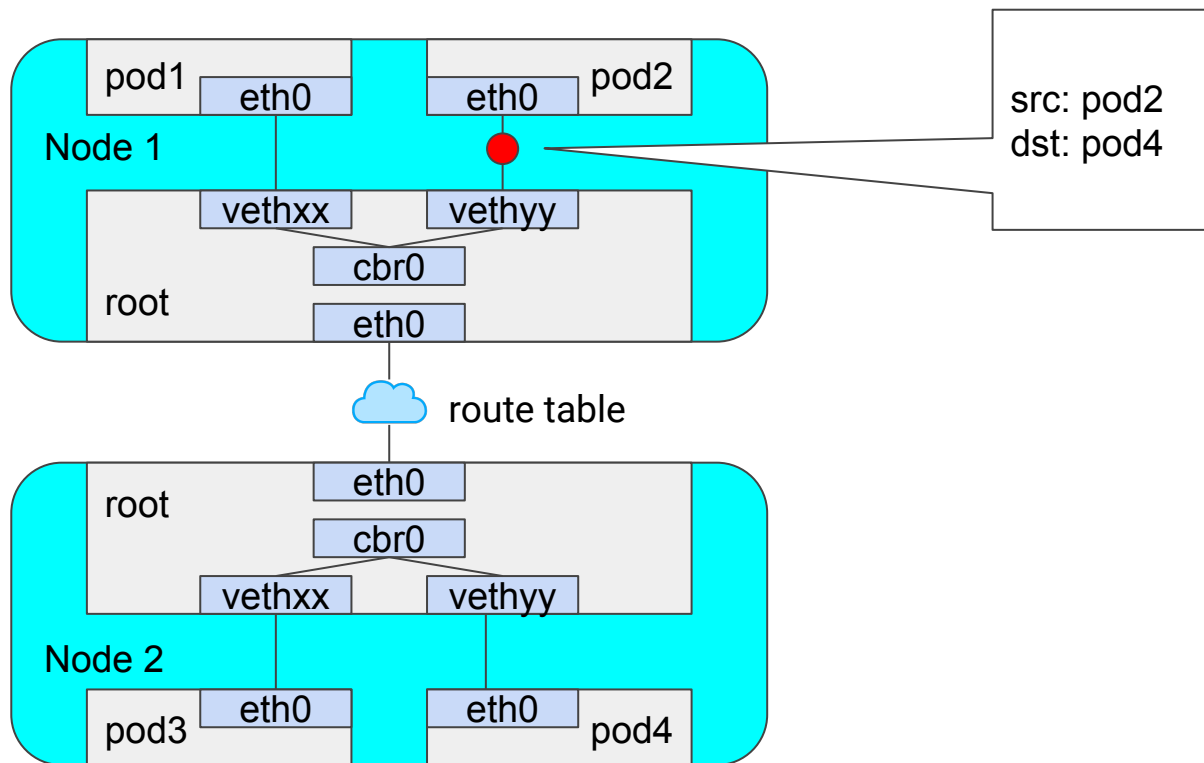 pod1
eth0
eth0
pod2
src: pod2
dst: pod4
Node 1
vethxx
vethyy
cbr0
root
eth0
route table
eth0
root
cbr0
vethxx
vethyy
Node 2
eth0
eth0
pod3
pod4